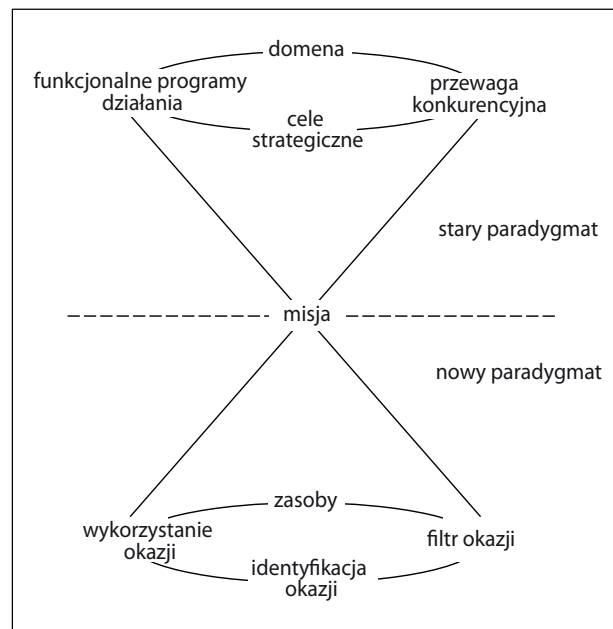 domena
funkcjonalne programy
działania
przewaga
konkurencyjna
cele
strategiczne
stary paradygmat
misja
nowy paradygmat
zasoby
wykorzystanie
okazji
filtr okazji
identyfikacja
okazji